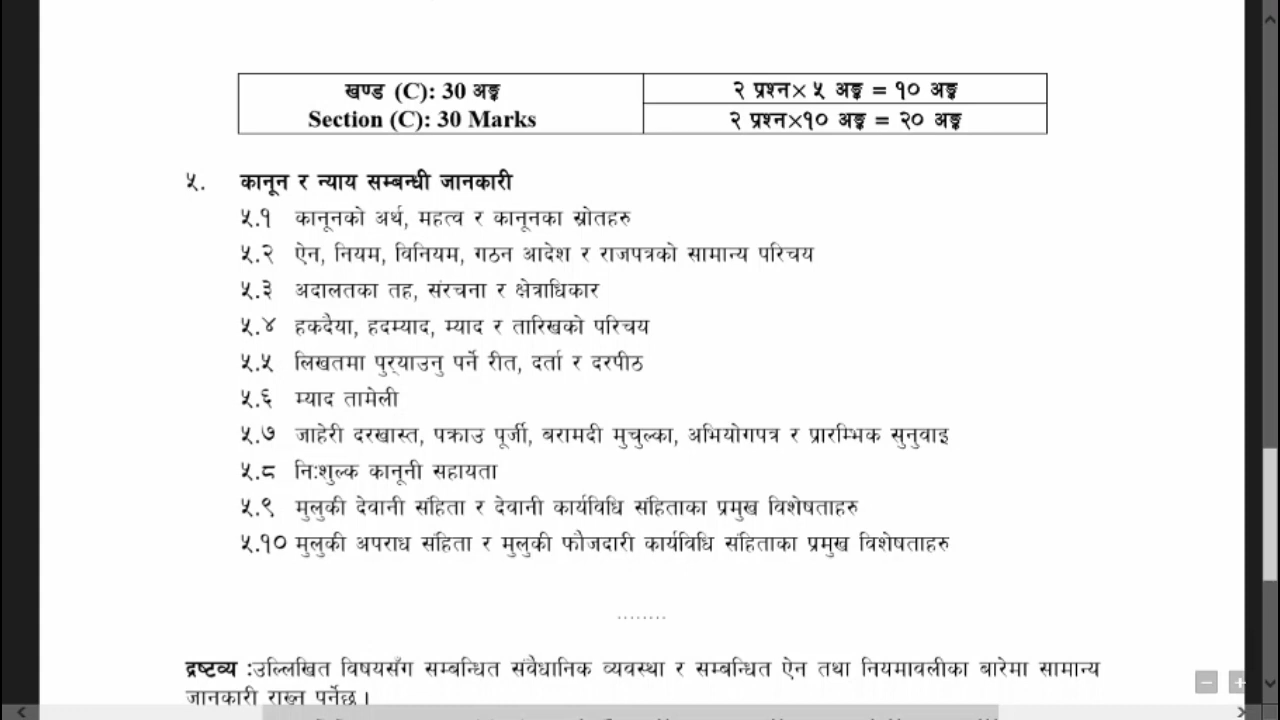 खण्ड (C): 30 अङ्क
Section (C): 30 Marks
२ प्रश्न× ५ अङ्क = १० अङ्क
२ प्रश्न×१० अङ्क = २० अङ्क
५. कानून र न्याय सम्बन्धी जानकारी
५.१ कानूनको अर्थ, महत्व र कानूनका स्रोतहरु
५.२ ऐन, नियम, विनियम, गठन आदेश र राजपत्रको सामान्य परिचय
५.३ अदालतका तह, संरचना र क्षेत्राधिकार
५.४ हकदैया, हदम्याद, म्याद र तारिखको परिचय
५.५ लिखतमा पुर्‍याउनु पर्ने रीत, दर्ता र दरपीठ
५.६ म्याद तामेली
५.७ जाहेरी दरखास्त, पक्राउ पूर्जी, बरामदी मुचुल्का, अभियोगपत्र र प्रारम्भिक सुनुवाइ
५.८ निःशुल्क कानूनी सहायता
५.९ मुलुकी देवानी संहिता र देवानी कार्यविधि संहिताका प्रमुख विशेषताहरु
५.१० मुलुकी अपराध संहिता र मुलुकी फौजदारी कार्यविधि संहिताका प्रमुख विशेषताहरु
........
द्रष्टव्य :उल्लिखित विषयसँग सम्बन्धित संवैधानिक व्यवस्था र सम्बन्धित ऐन तथा नियमावलीका बारेमा सामान्य
जानकारी राख्न पर्नेछ।